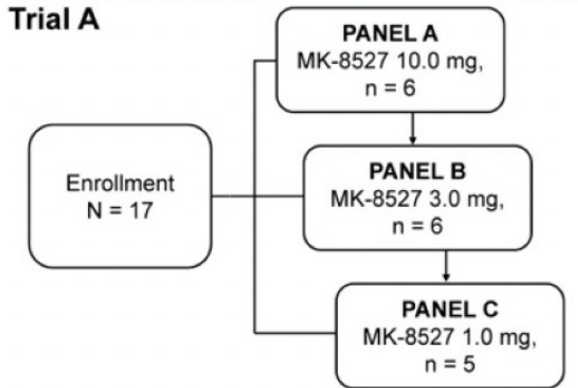 Trial A
Enrollment
N = 17
PANEL A
MK-8527 10.0 mg,
n = 6
PANEL B
MK-8527 3.0 mg,
n = 6
PANEL C
MK-8527 1.0 mg,
n = 5